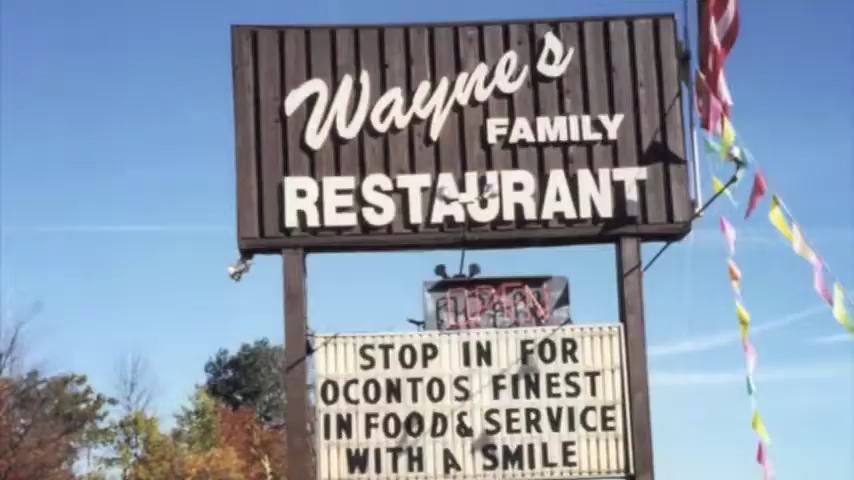 Wayne's
FAMILY
RESTAURANT
OPEN
STOP IN FOR
OCONTOS FINEST
IN FOOD & SERVICE
WITH A SMILE